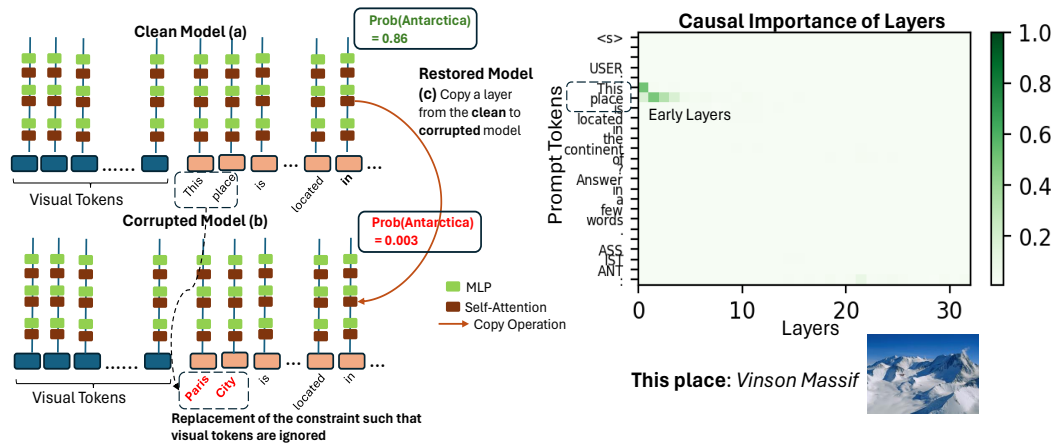 Clean Model (a)
Prob(Antarctica)
= 0.86
Restored Model
(c) Copy a layer
from the clean to
corrupted model
......
...
...
Visual Tokens
This
place
is
located
in
Corrupted Model (b)
Prob(Antarctica)
= 0.003
MLP
Self-Attention
Copy Operation
......
...
...
Visual Tokens
Paris
City
is
located
in
Replacement of the constraint such that
visual tokens are ignored
Causal Importance of Layers
Prompt Tokens
<s>
USER
:
This
place
is
located
in
the
continent
of
?
Answer
in
a
few
words
.
ASS
IST
ANT
:
Early Layers
0
10
20
30
Layers
1.0
0.8
0.6
0.4
0.2
This place: Vinson Massif